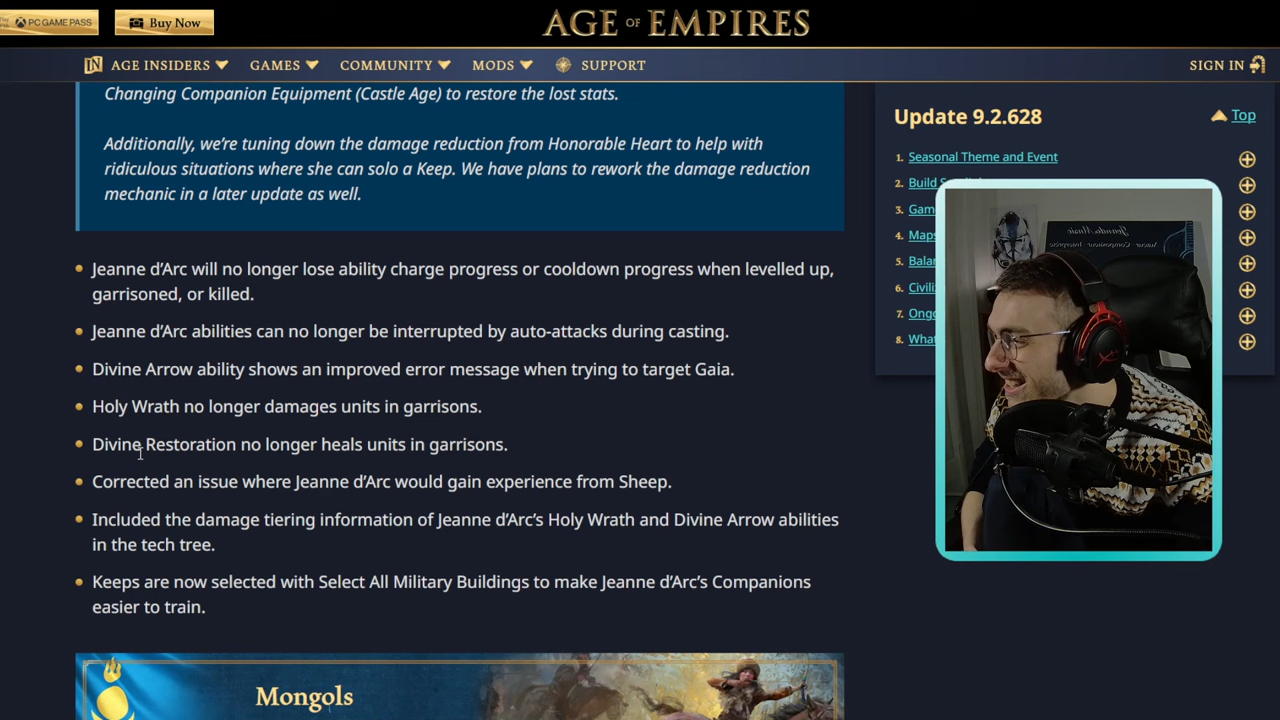 PC GAME PASS
Buy Now
AGE OF EMPIRES
AGE INSIDERS
GAMES
COMMUNITY
MODS
SUPPORT
SIGN IN
Changing Companion Equipment (Castle Age) to restore the lost stats.
Additionally, we’re tuning down the damage reduction from Honorable Heart to help with
ridiculous situations where she can solo a Keep. We have plans to rework the damage reduction
mechanic in a later update as well.
Jeanne d’Arc will no longer lose ability charge progress or cooldown progress when levelled up,
garrisoned, or killed.
Jeanne d’Arc abilities can no longer be interrupted by auto-attacks during casting.
Divine Arrow ability shows an improved error message when trying to target Gaia.
Holy Wrath no longer damages units in garrisons.
Divine Restoration no longer heals units in garrisons.
Corrected an issue where Jeanne d’Arc would gain experience from Sheep.
Included the damage tiering information of Jeanne d’Arc’s Holy Wrath and Divine Arrow abilities
in the tech tree.
Keeps are now selected with Select All Military Buildings to make Jeanne d’Arc’s Companions
easier to train.
Mongols
Update 9.2.628
Top
1. Seasonal Theme and Event
2. Build
3. Gam
4. Maps
5. Balar
6. Civili
7. Ongo
8. What